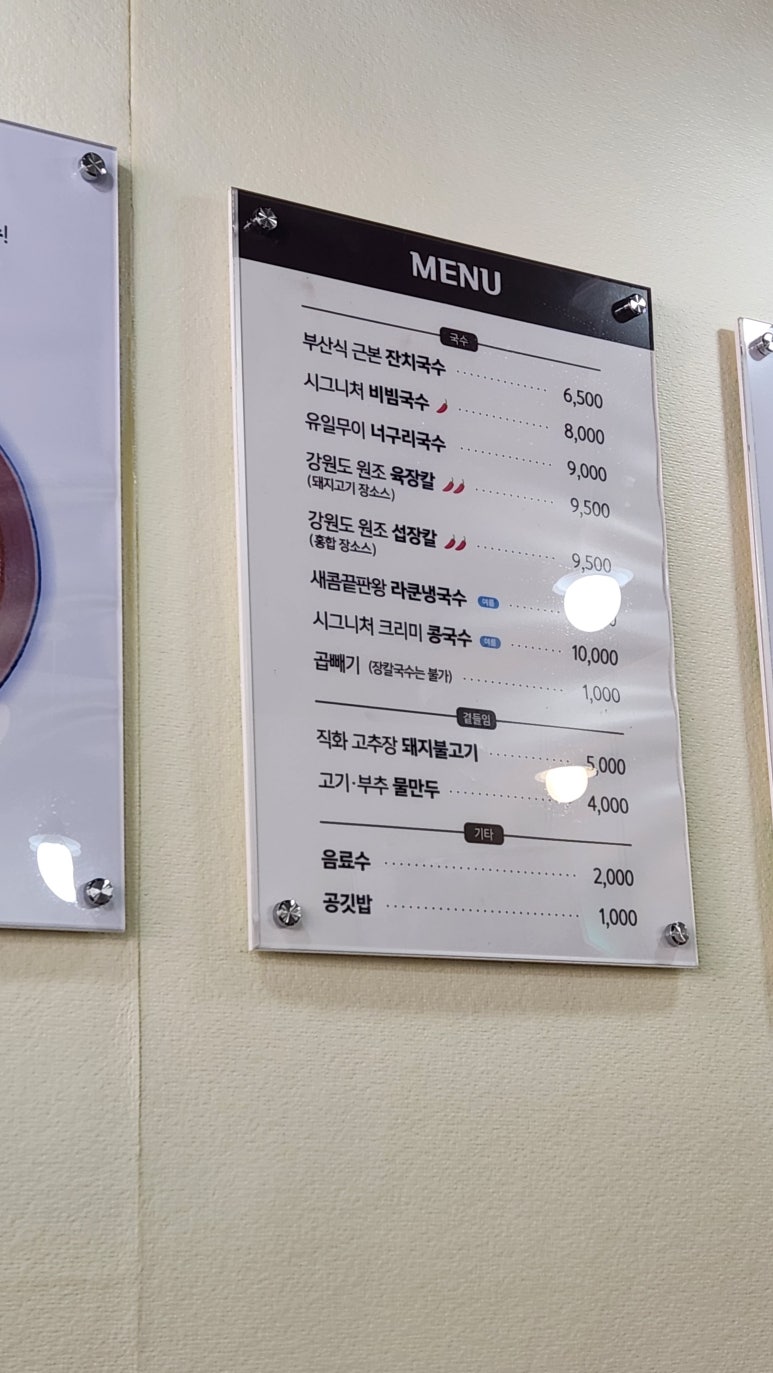 MENU
국수
부산식 근본 잔치국수 6,500
시그니처 비빔국수 8,000
유일무이 너구리국수 9,000
강원도 원조 육장칼 9,500
(돼지고기 장소스)
강원도 원조 섭장칼 9,500
(홍합 장소스)
새콤끝판왕 라쿤냉국수 여름
시그니처 크리미 콩국수 여름 10,000
곱빼기 (장칼국수는 불가) 1,000
곁들임
직화 고추장 돼지불고기 5,000
고기·부추 물만두 4,000
기타
음료수 2,000
공깃밥 1,000